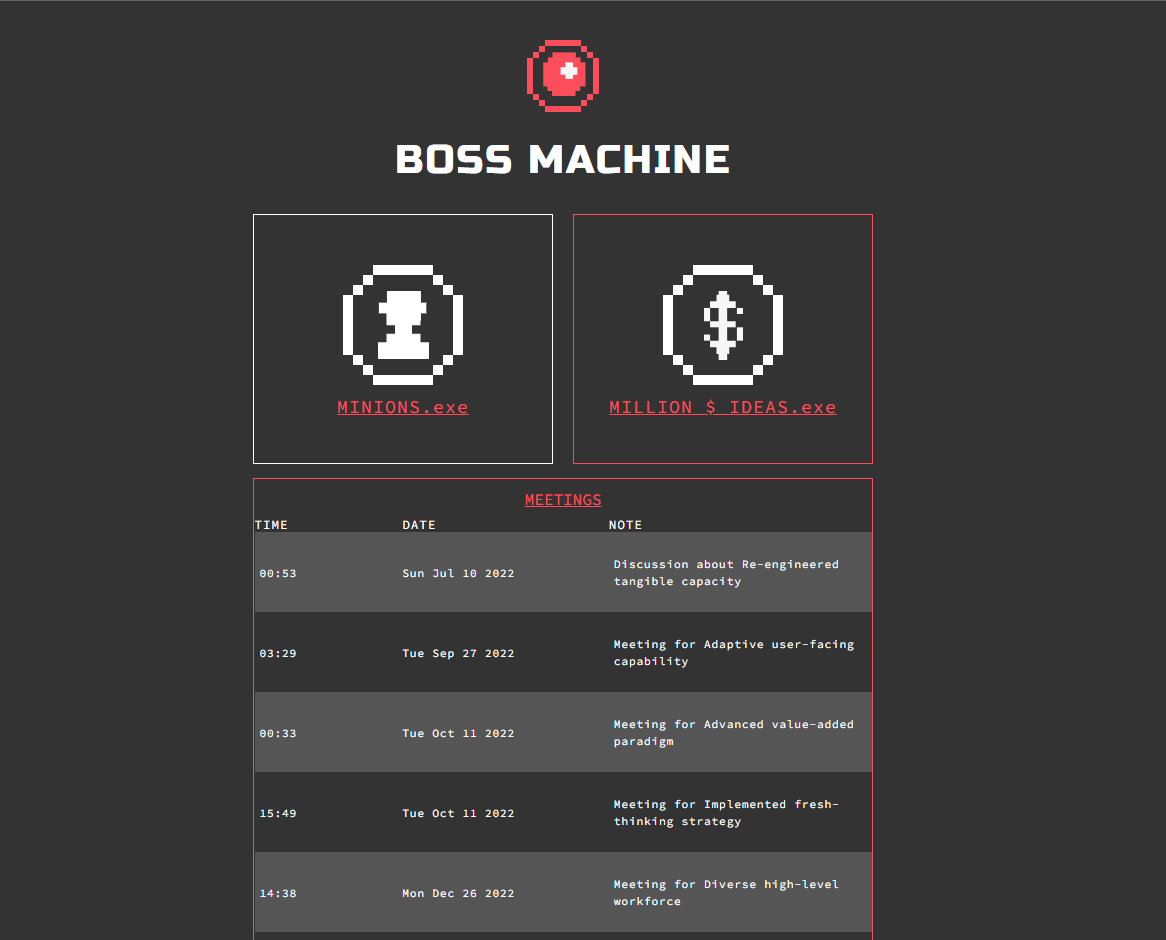 BOSS MACHINE
MINIONS.exe
MILLION $ IDEAS.exe
MEETINGS
TIME DATE NOTE
00:53 Sun Jul 10 2022 Discussion about Re-engineered
tangible capacity
03:29 Tue Sep 27 2022 Meeting for Adaptive user-facing
capability
00:33 Tue Oct 11 2022 Meeting for Advanced value-added
paradigm
15:49 Tue Oct 11 2022 Meeting for Implemented fresh-
thinking strategy
14:38 Mon Dec 26 2022 Meeting for Diverse high-level
workforce